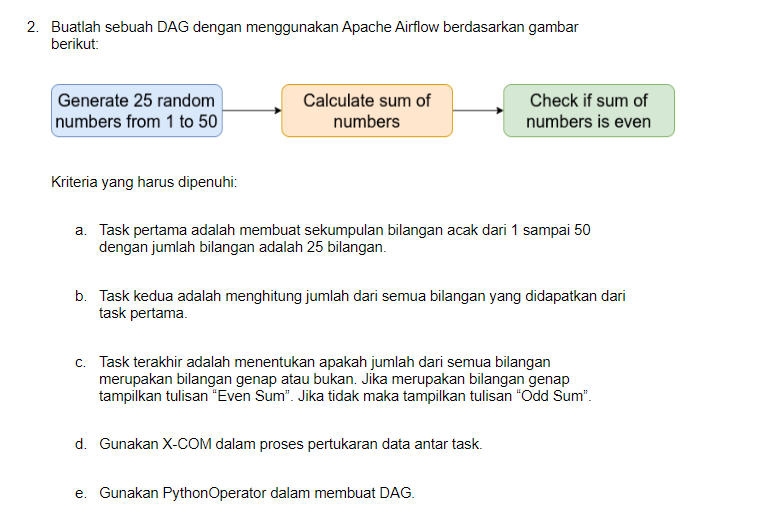 2. Buatlah sebuah DAG dengan menggunakan Apache Airflow berdasarkan gambar
berikut:
Generate 25 random
numbers from 1 to 50
Calculate sum of
numbers
Check if sum of
numbers is even
Kriteria yang harus dipenuhi:
a. Task pertama adalah membuat sekumpulan bilangan acak dari 1 sampai 50
dengan jumlah bilangan adalah 25 bilangan.
b. Task kedua adalah menghitung jumlah dari semua bilangan yang didapatkan dari
task pertama.
c. Task terakhir adalah menentukan apakah jumlah dari semua bilangan
merupakan bilangan genap atau bukan. Jika merupakan bilangan genap
tampilkan tulisan “Even Sum”. Jika tidak maka tampilkan tulisan “Odd Sum”.
d. Gunakan X-COM dalam proses pertukaran data antar task.
e. Gunakan PythonOperator dalam membuat DAG.